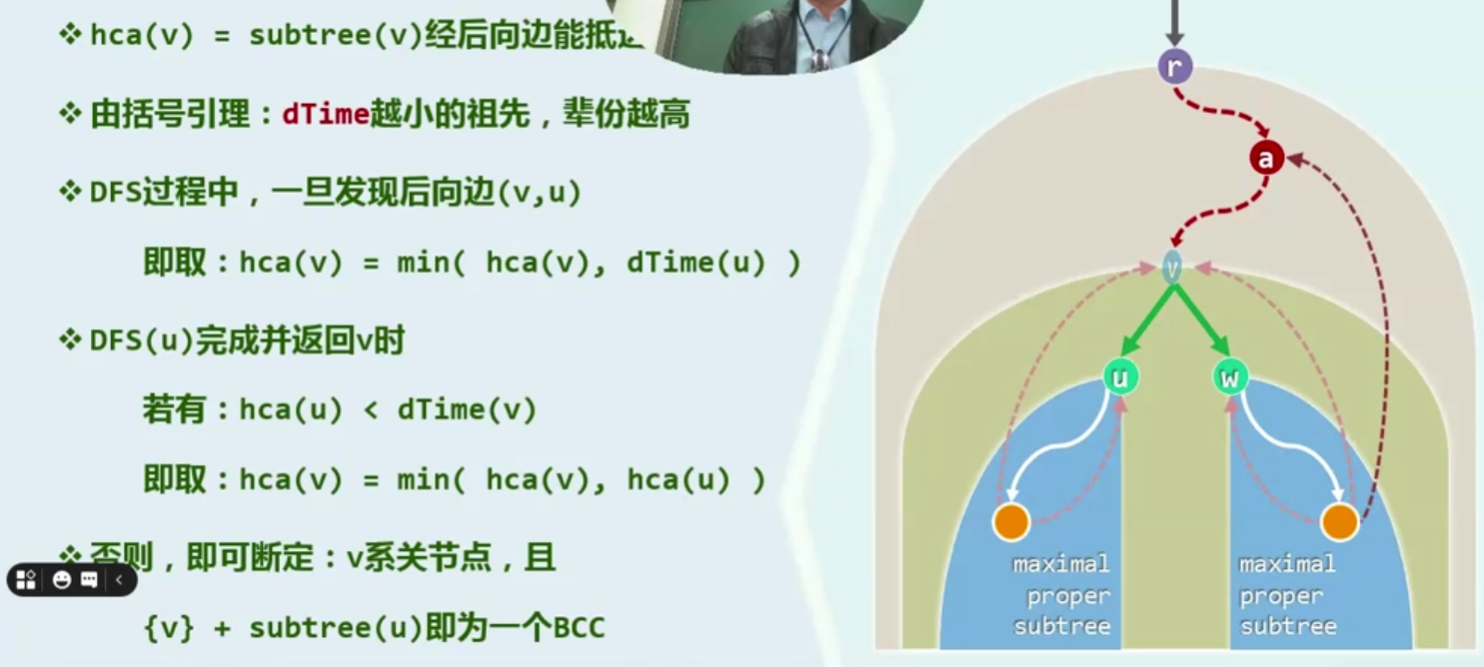 ❖ hca(v) = subtree(v)经后向边能抵
❖ 由括号引理:dTime越小的祖先,辈份越高
❖ DFS过程中,一旦发现后向边(v,u)
即取:hca(v) = min( hca(v), dTime(u) )
❖ DFS(u)完成并返回v时
若有:hca(u) < dTime(v)
即取:hca(v) = min( hca(v), hca(u) )
❖ 否则,即可断定:v系关节点,且
{v} + subtree(u)即为一个BCC
r
a
v
u
w
maximal
proper
subtree
maximal
proper
subtree